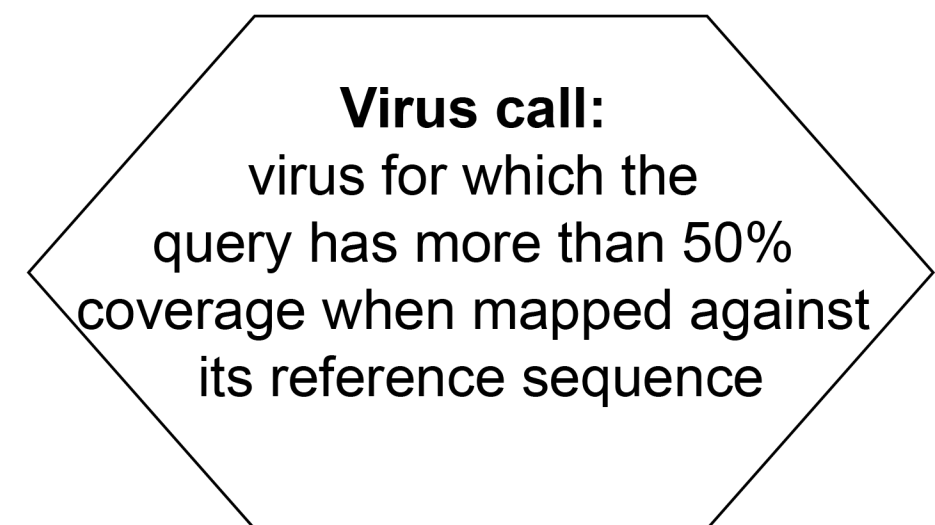 Virus call:
virus for which the
query has more than 50%
coverage when mapped against
its reference sequence